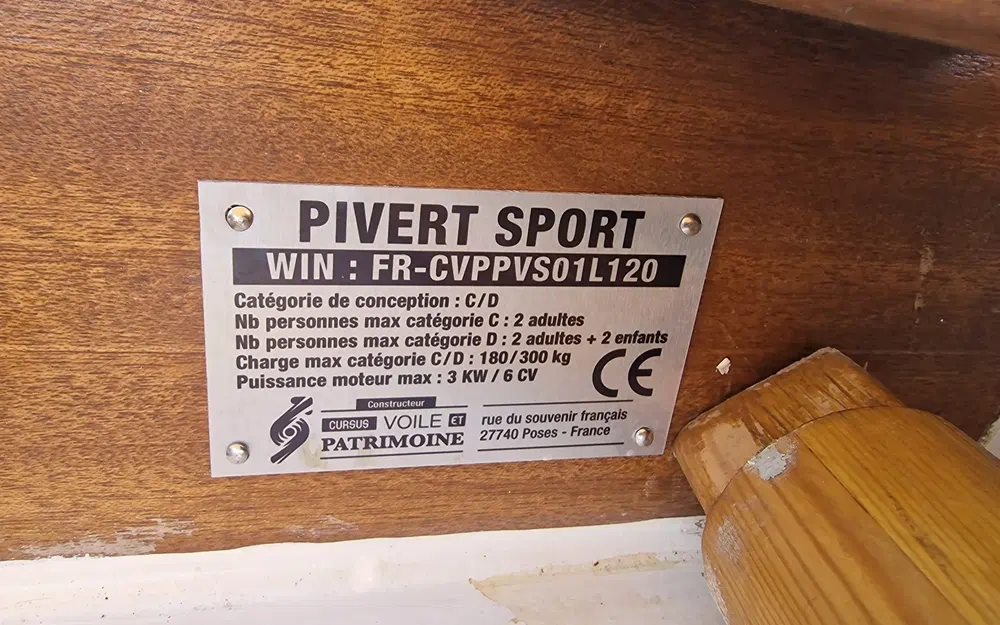 PIVERT SPORT
WIN : FR-CVPPVS01L120
Catégorie de conception : C/D
Nb personnes max catégorie C : 2 adultes
Nb personnes max catégorie D : 2 adultes + 2 enfants
Charge max catégorie C/D : 180/300 kg
Puissance moteur max : 3 KW / 6 CV
CE
Constructeur
CURSUS VOILE ET
PATRIMOINE
rue du souvenir français
27740 Poses - France